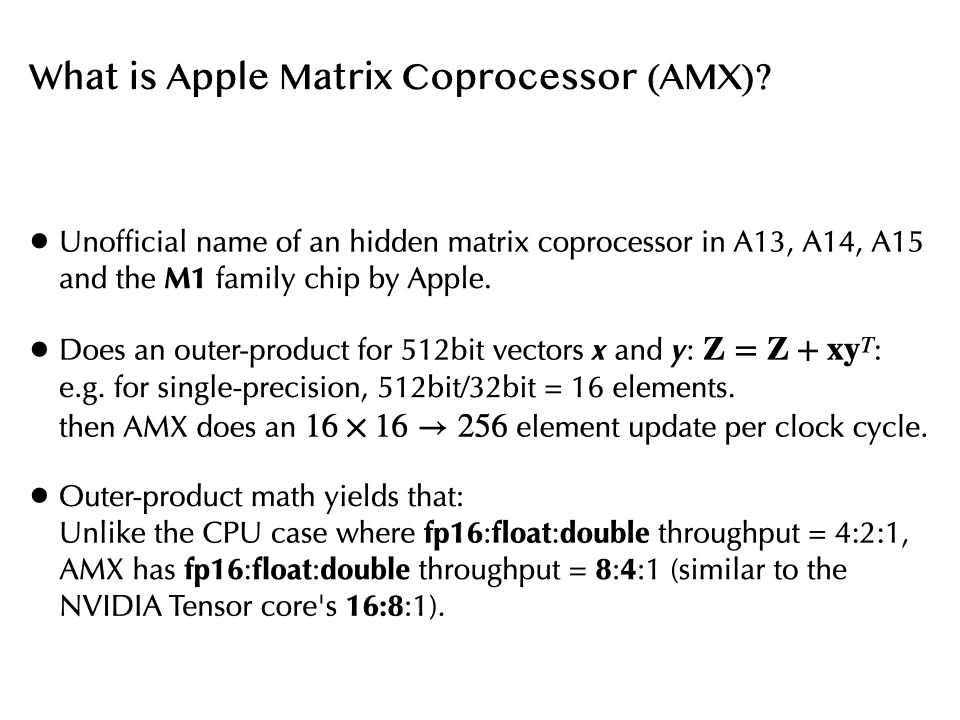 What is Apple Matrix Coprocessor (AMX)?
● Unofficial name of an hidden matrix coprocessor in A13, A14, A15
and the M1 family chip by Apple.
● Does an outer-product for 512bit vectors x and y: Z = Z + xyᵀ:
e.g. for single-precision, 512bit/32bit = 16 elements.
then AMX does an 16 × 16 → 256 element update per clock cycle.
● Outer-product math yields that:
Unlike the CPU case where fp16:float:double throughput = 4:2:1,
AMX has fp16:float:double throughput = 8:4:1 (similar to the
NVIDIA Tensor core's 16:8:1).